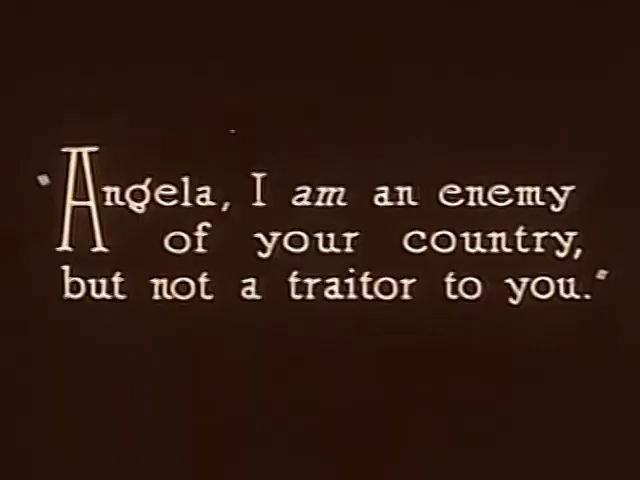 "Angela, I am an enemy
of your country,
but not a traitor to you."